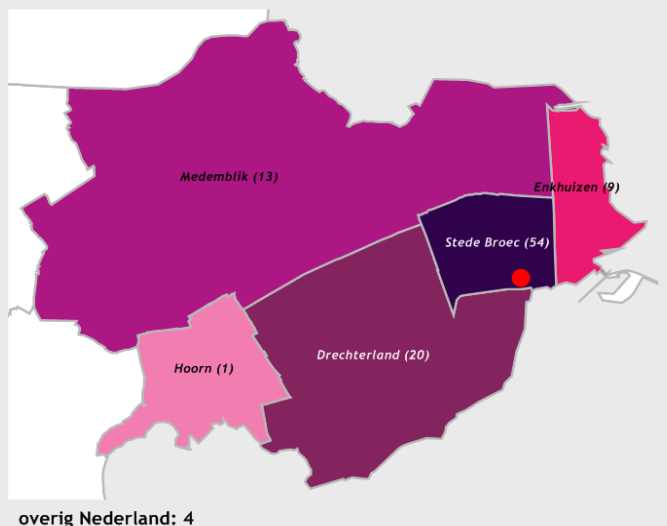 Medemblik (13)
Enkhuizen (9)
Stede Broec (54)
Drechterland (20)
Hoorn (1)
overig Nederland: 4